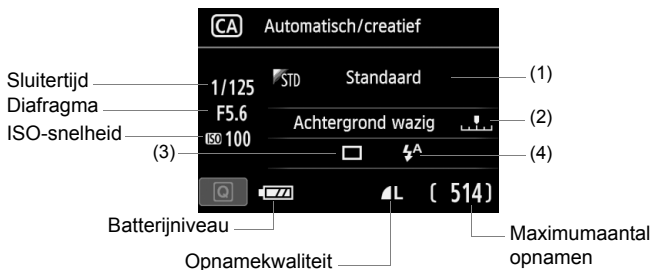 CA Automatisch/creatief
Sluitertijd 1/125 STD Standaard (1)
Diafragma F5.6
ISO-snelheid ISO 100 Achtergrond wazig (2)
(3) A (4)
Q L ( 514)
Batterijniveau
Opnamekwaliteit
Maximumaantal
opnamen